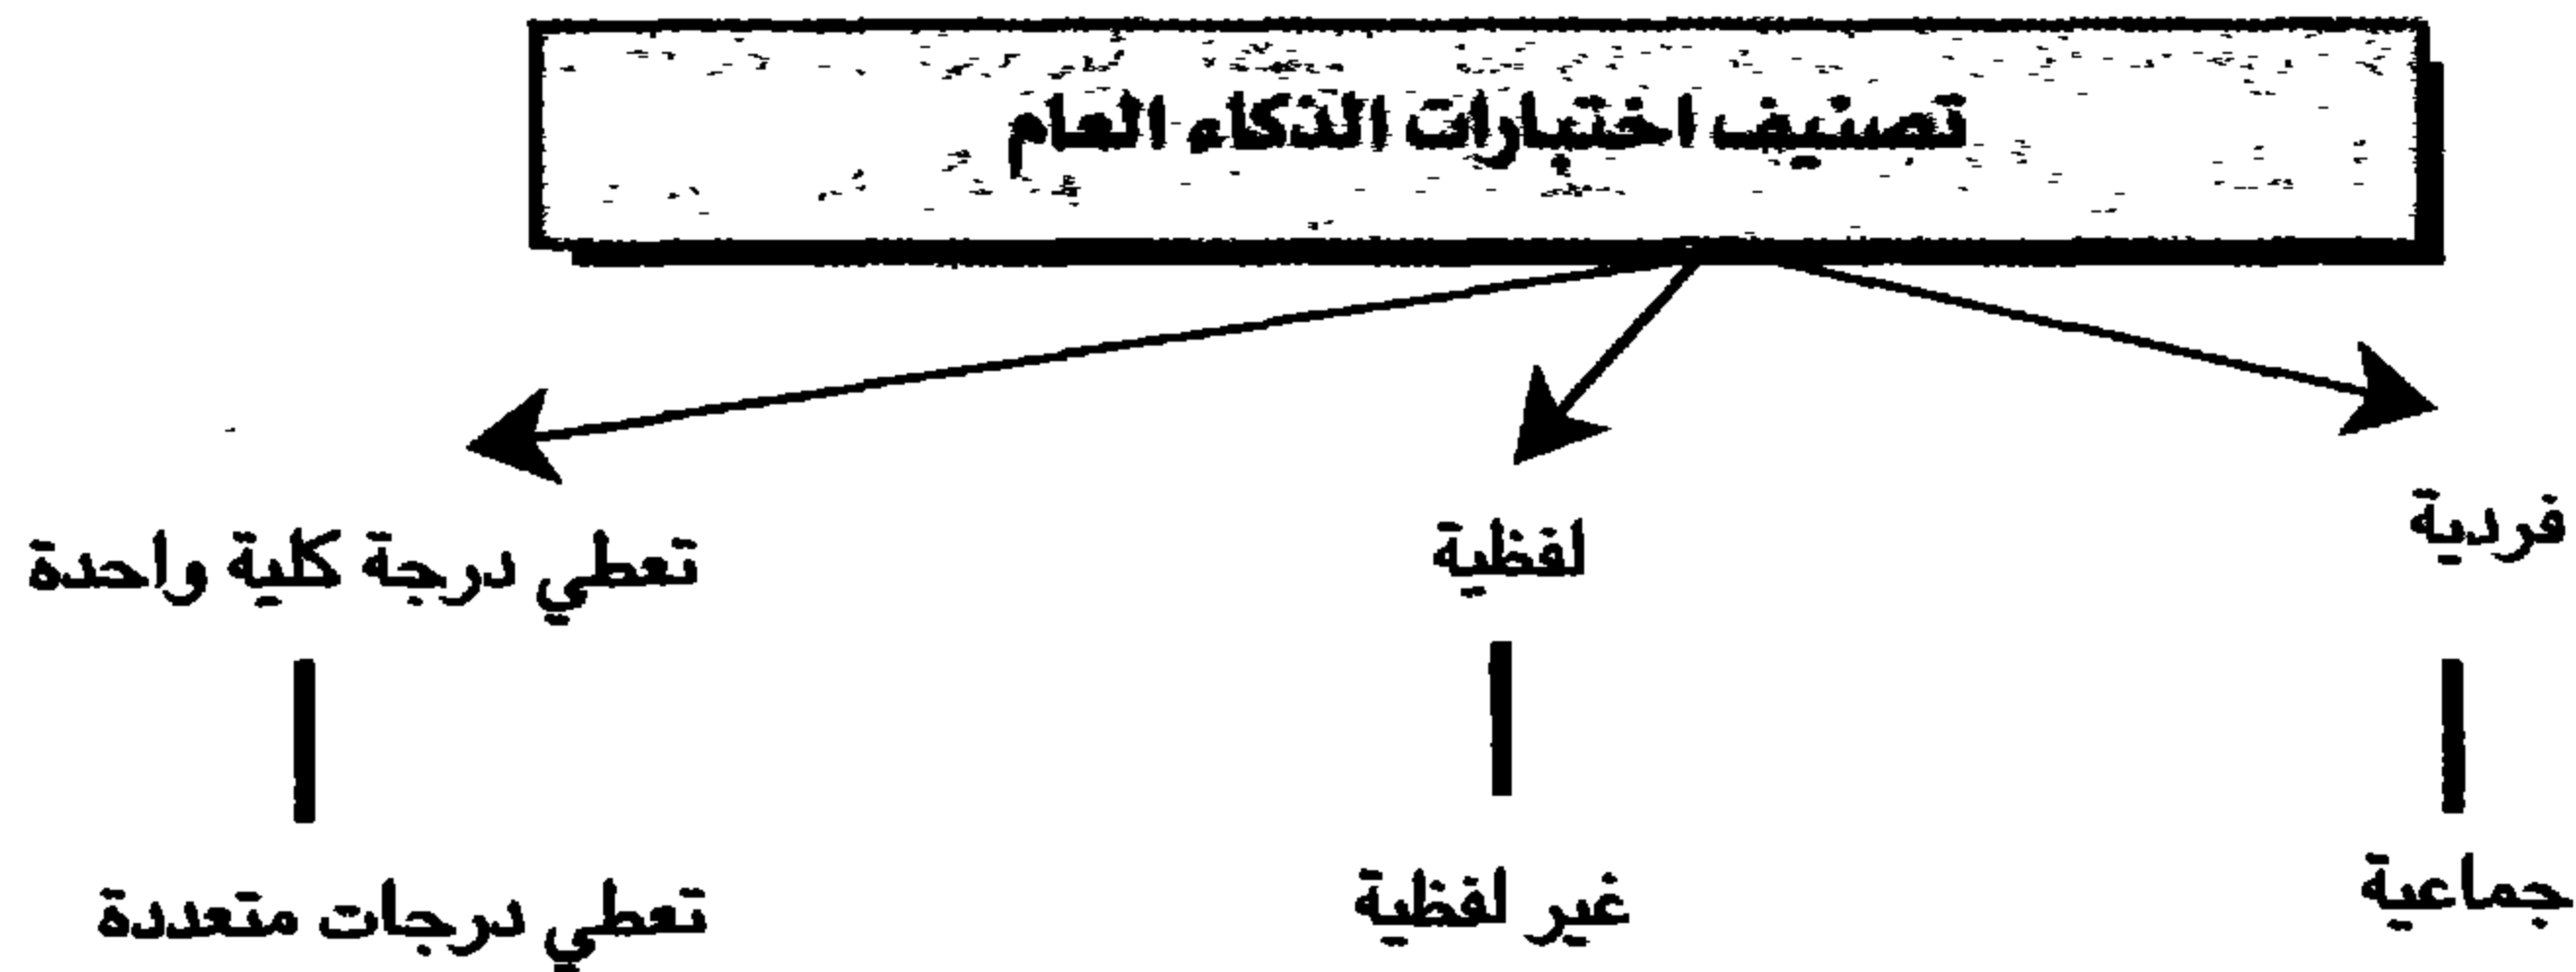 تصنيف اختبارات الذكاء العام
فردية
لفظية
تعطي درجة كلية واحدة
جماعية
غير لفظية
تعطي درجات متعددة